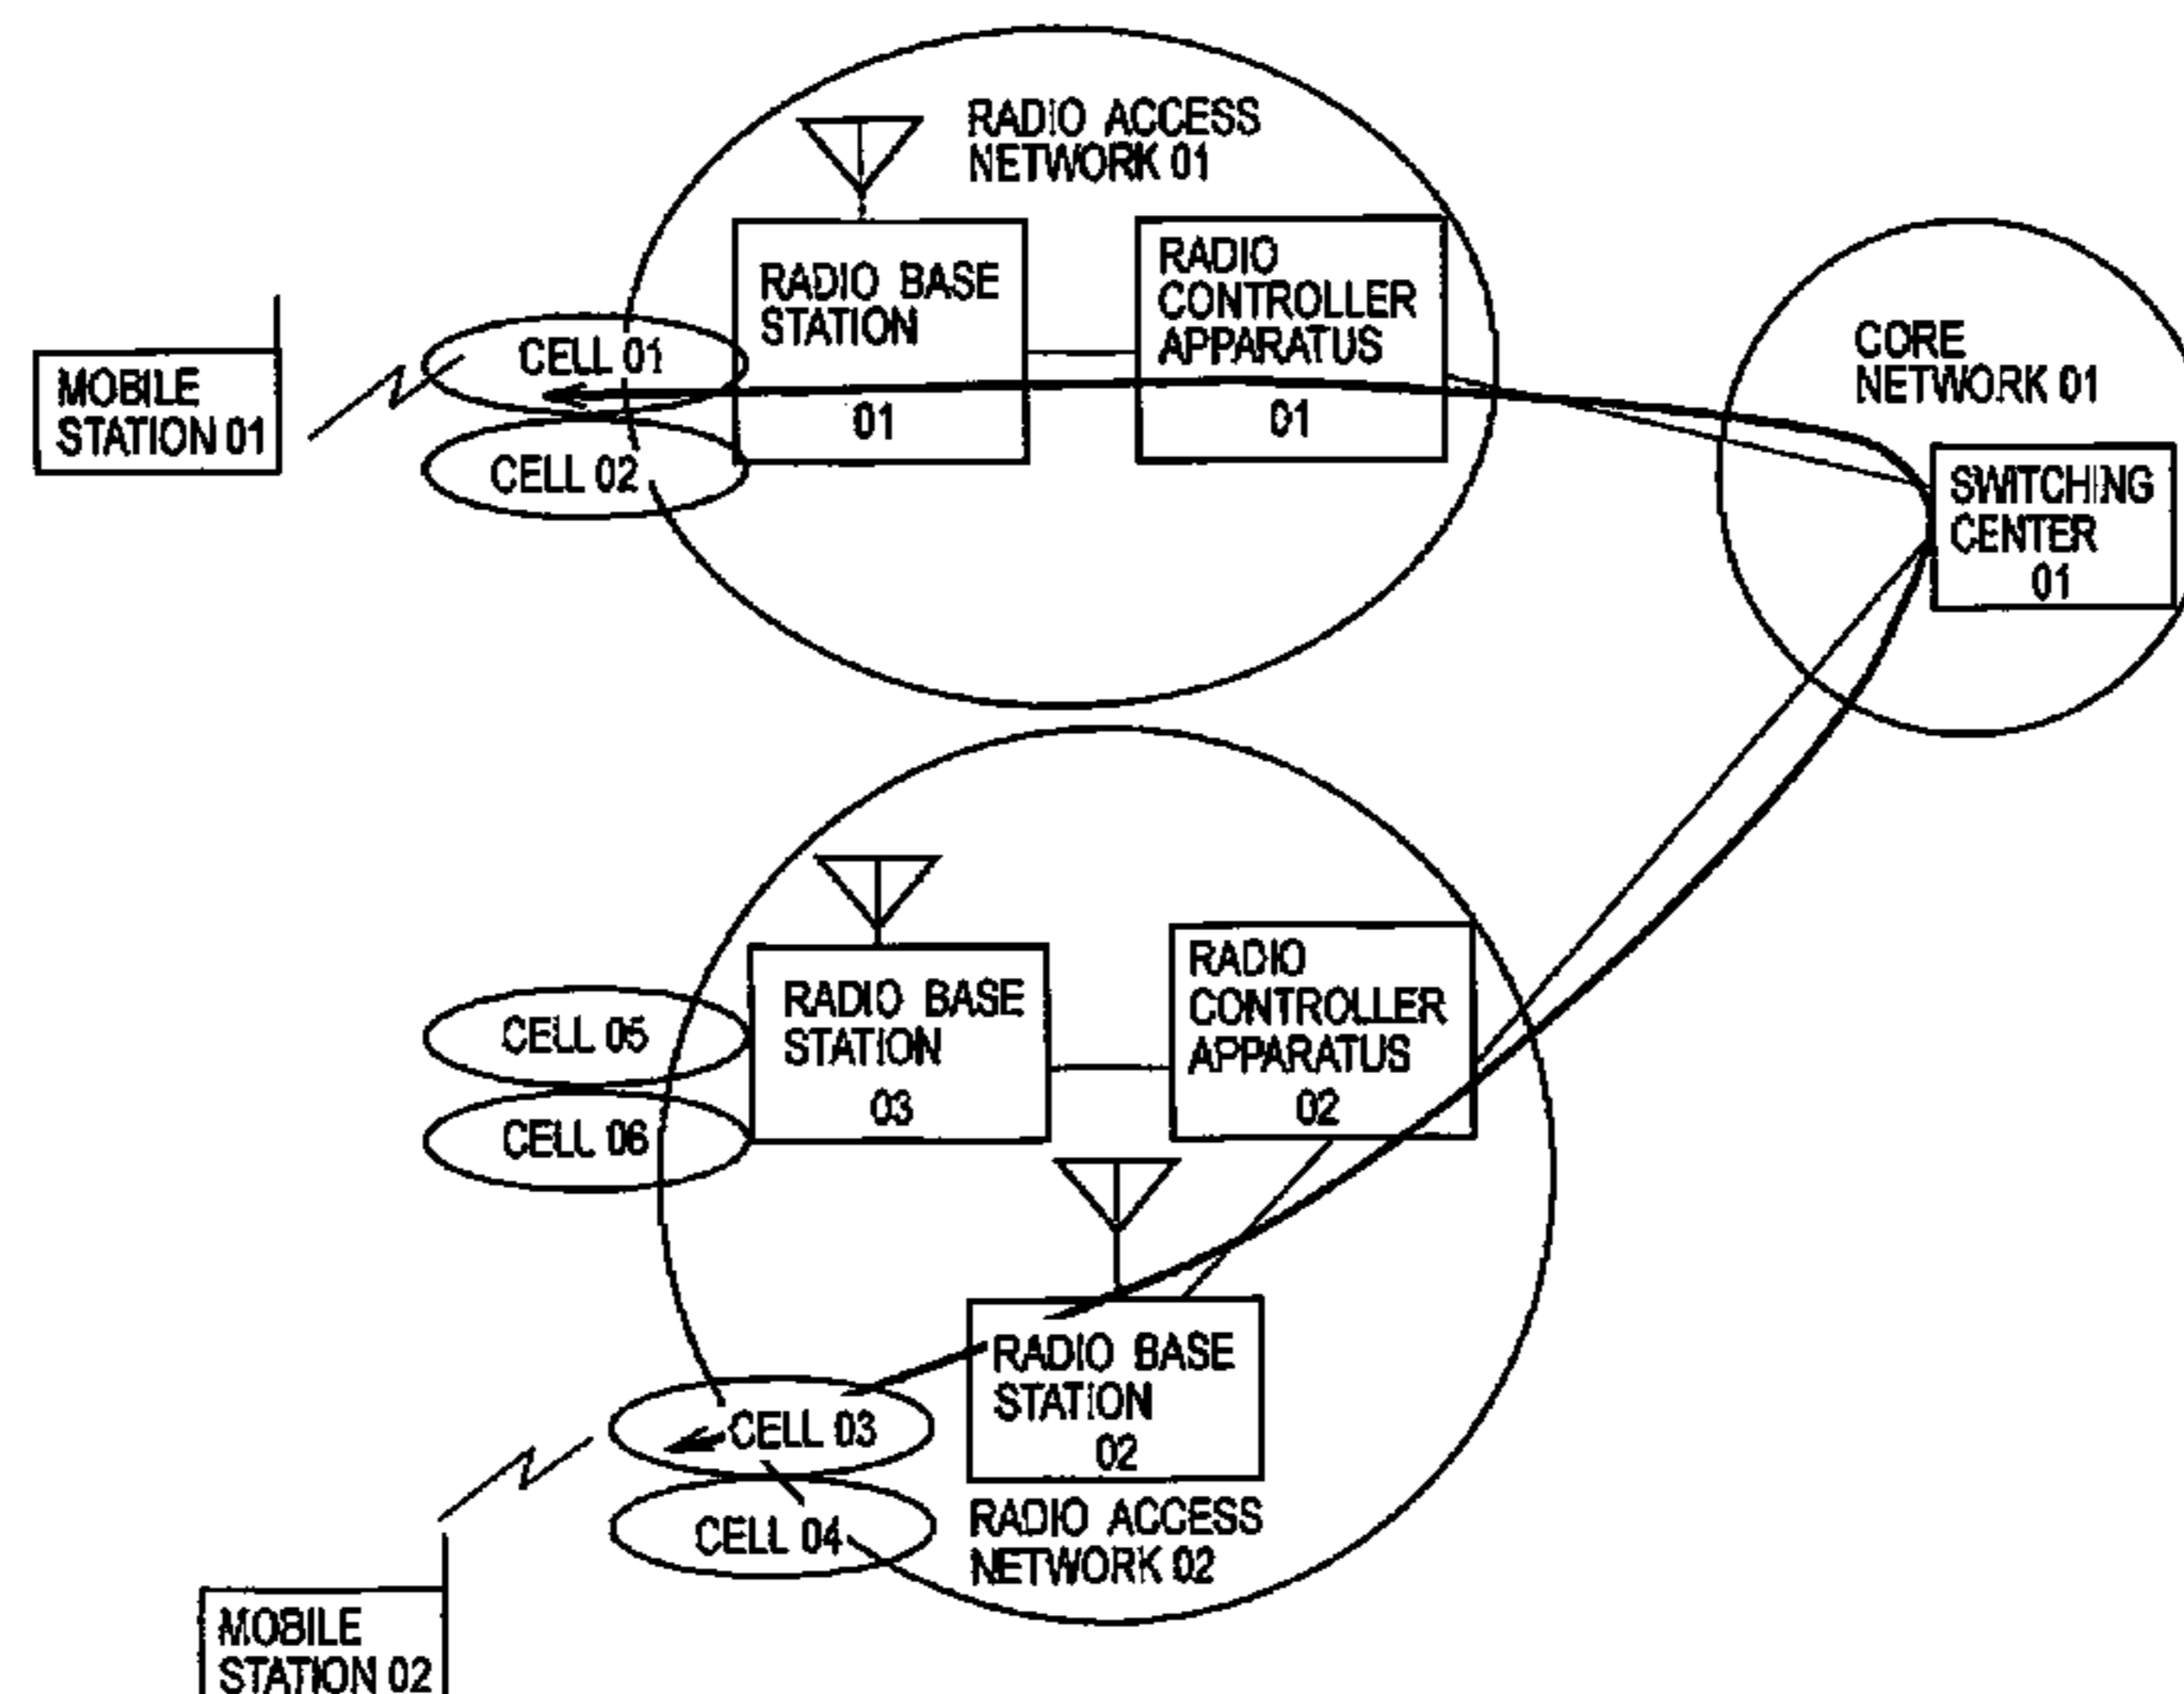 RADIO ACCESS
NETWORK 01
RADIO BASE
STATION
01
RADIO
CONTROLLER
APPARATUS
01
CELL 01
CELL 02
MOBILE
STATION 01
CORE
NETWORK 01
SWITCHING
CENTER
01
RADIO BASE
STATION
03
RADIO
CONTROLLER
APPARATUS
02
CELL 05
CELL 06
RADIO BASE
STATION
02
CELL 03
CELL 04
RADIO ACCESS
NETWORK 02
MOBILE
STATION 02